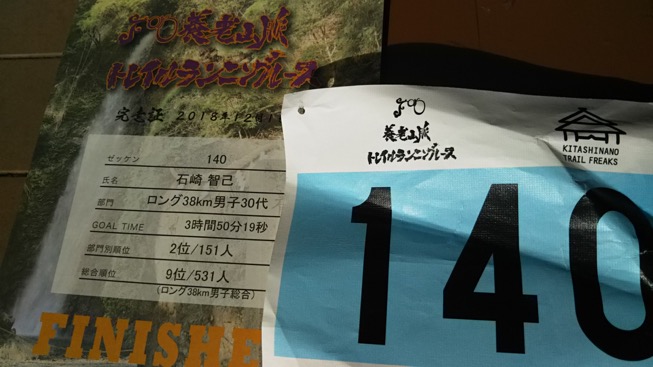 養老山脈
トレイルランニングレース
完走証 2018年12月1
ゼッケン 140
氏名 石崎 智己
部門 ロング38km男子30代
GOAL TIME 3時間50分19秒
部門別順位 2位/151人
総合順位 9位/531人
(ロング38km男子総合)
FINISHE
養老山脈
トレイルランニングレース
KITASHINANO
TRAIL FREAKS
140